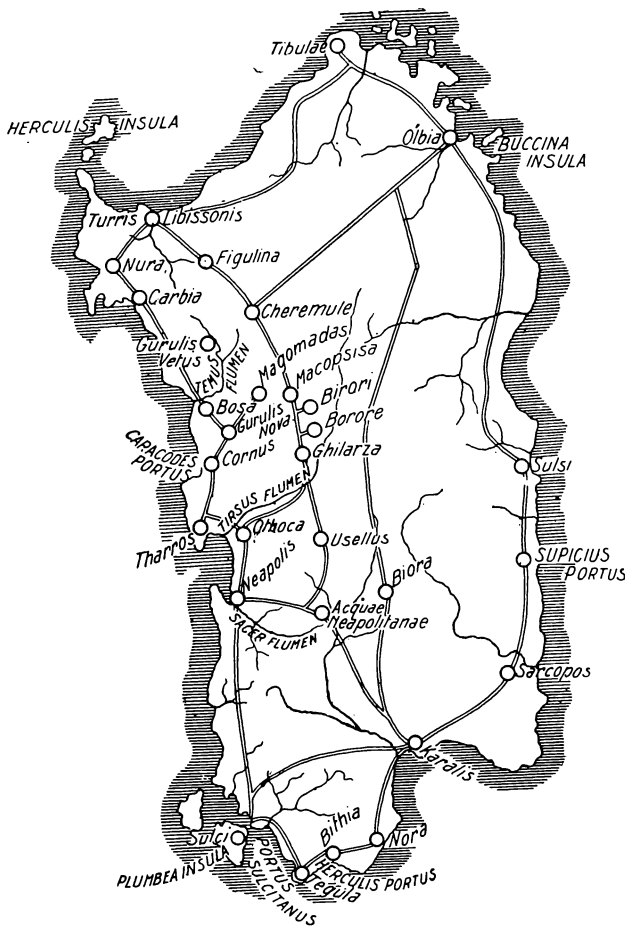 Tibulae
HERCULIS INSULA
Olbia
BUCCINA
INSULA
Turris Libissonis
Nura
Figulina
Carbia
Cheremule
Gurulis
Vetus
TEMUS
FLUMEN
Magomadas
Macopsisa
Birori
Bosa
Gurulis
Nova
Borore
CAPACODES
PORTUS
Cornus
Ghilarza
Sulsi
TIRSUS FLUMEN
Tharros
Othoca
Usellus
Neapolis
Biora
SUPICIUS
PORTUS
Acquae
Neapolitanae
SACER FLUMEN
Sarcopos
Karalis
Sulci
PLUMBEA INSULA
PORTUS
SULCITANUS
Bithia
Nora
HERCULIS PORTUS
Tegula